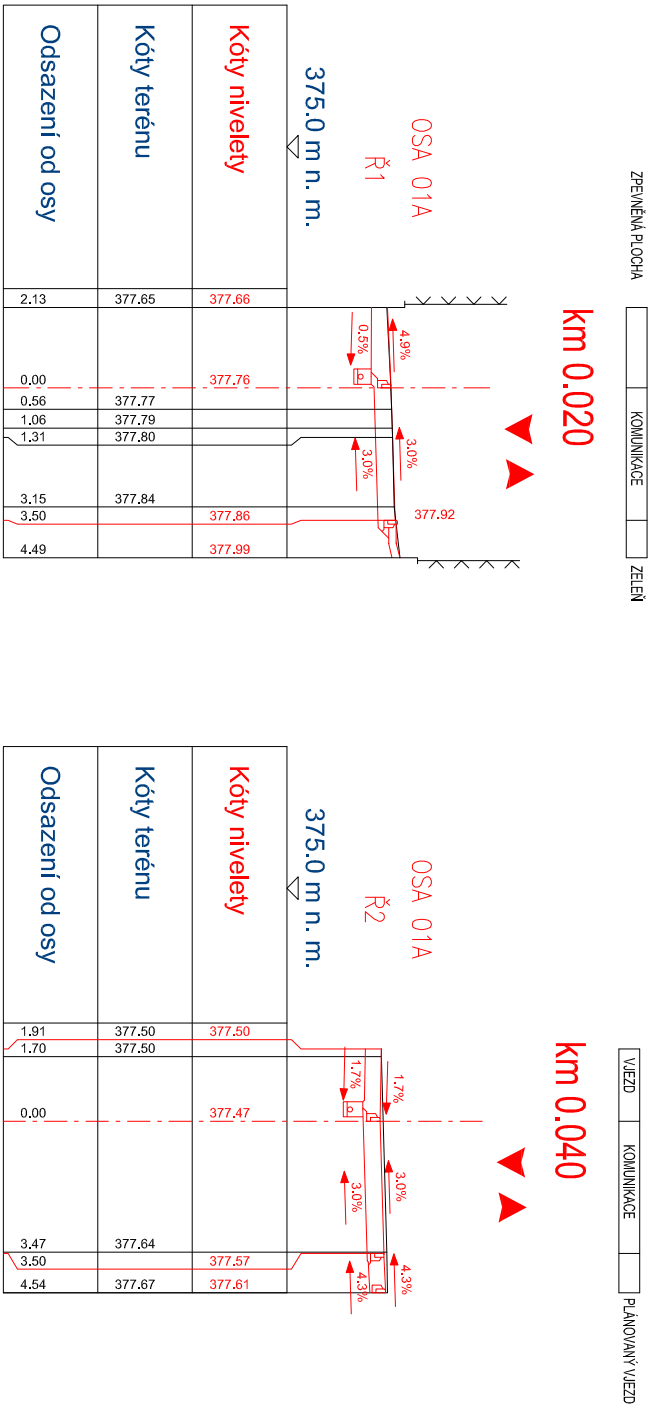 ZPEVNĚNÁ PLOCHA
KOMUNIKACE
ZELEŇ
km 0.020
OSA 01A
Ř1
375.0 m n. m.
4.9%
3.0%
377.92
0.5%
3.0%
Kóty nivelety
377.66
377.76
377.86
377.99
Kóty terénu
377.65
377.77
377.79
377.80
377.84
Odsazení od osy
2.13
0.00
0.56
1.06
1.31
3.15
3.50
4.49
VJEZD
KOMUNIKACE
PLÁNOVANÝ VJEZD
km 0.040
OSA 01A
Ř2
375.0 m n. m.
1.7%
3.0%
4.3%
1.7%
3.0%
4.3%
Kóty nivelety
377.50
377.47
377.57
377.61
Kóty terénu
377.50
377.50
377.64
377.67
Odsazení od osy
1.91
1.70
0.00
3.47
3.50
4.54